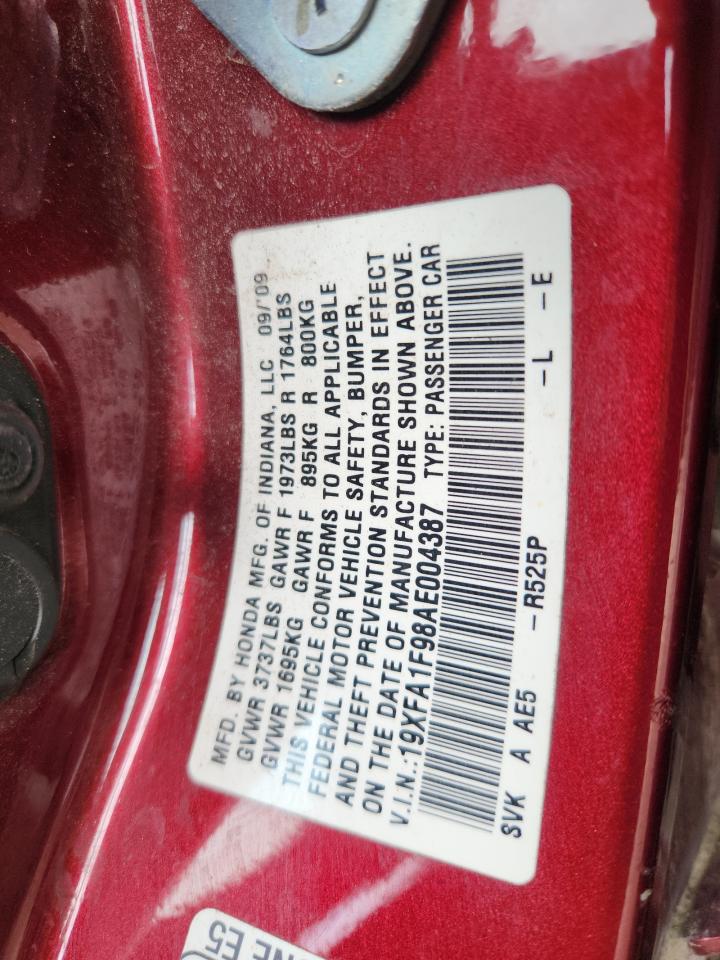 MFD. BY HONDA MFG. OF INDIANA, LLC 09/'09
GVWR 3737LBS GAWR F 1973LBS R 1764LBS
GVWR 1695KG GAWR F 895KG R 800KG
THIS VEHICLE CONFORMS TO ALL APPLICABLE
FEDERAL MOTOR VEHICLE SAFETY, BUMPER,
AND THEFT PREVENTION STANDARDS IN EFFECT
ON THE DATE OF MANUFACTURE SHOWN ABOVE.
V.I.N.:19XFA1F98AE004387 TYPE: PASSENGER CAR
SVK A AE5 -R525P -L -E
NE
E5